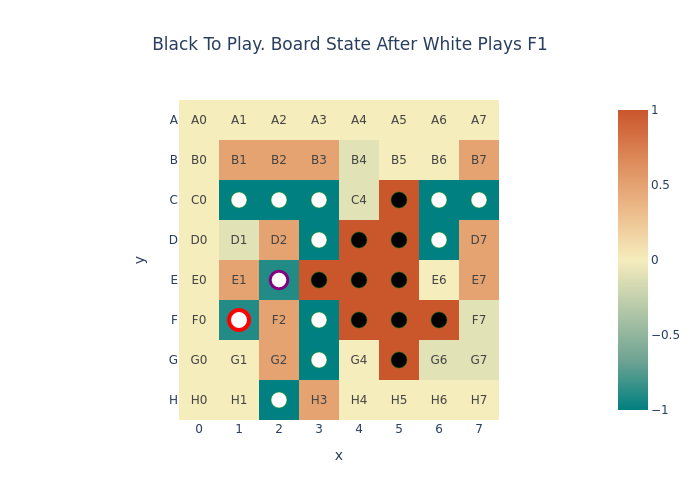 Black To Play. Board State After White Plays F1
A A0 A1 A2 A3 A4 A5 A6 A7
B B0 B1 B2 B3 B4 B5 B6 B7
C C0 C4
D D0 D1 D2 D7
E E0 E1 E6 E7
F F0 F2 F7
G G0 G1 G2 G4 G6 G7
H H0 H1 H3 H4 H5 H6 H7
0 1 2 3 4 5 6 7
x
y
1
0.5
0
−0.5
−1